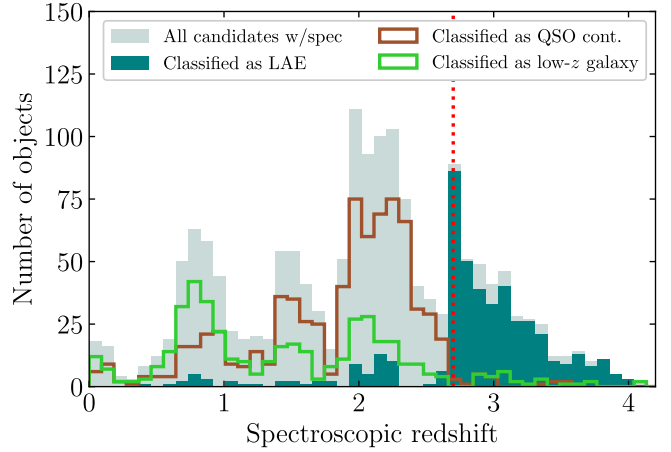 150
125
100
75
50
25
0
Number of objects
All candidates w/spec
Classified as LAE
Classified as QSO cont.
Classified as low-z galaxy
0 1 2 3 4
Spectroscopic redshift